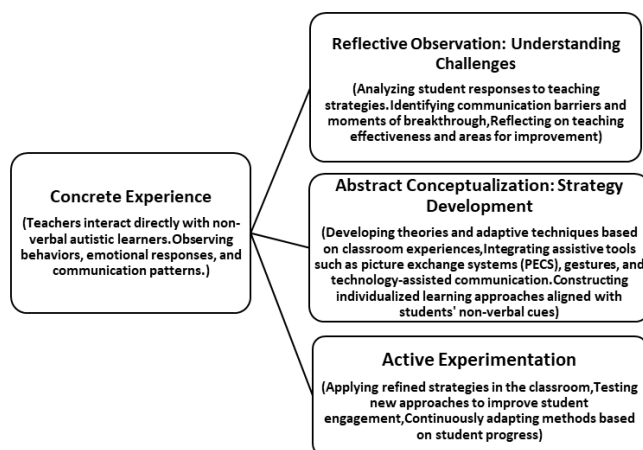 Reflective Observation: Understanding
Challenges
(Analyzing student responses to teaching
strategies.Identifying communication barriers and
moments of breakthrough,Reflecting on teaching
effectiveness and areas for improvement)
Concrete Experience
(Teachers interact directly with non-
verbal autistic learners.Observing
behaviors, emotional responses, and
communication patterns.)
Abstract Conceptualization: Strategy
Development
(Developing theories and adaptive techniques based
on classroom experiences,Integrating assistive tools
such as picture exchange systems (PECS), gestures, and
technology-assisted communication.Constructing
individualized learning approaches aligned with
students' non-verbal cues)
Active Experimentation
(Applying refined strategies in the classroom,Testing
new approaches to improve student
engagement,Continuously adapting methods based
on student progress)